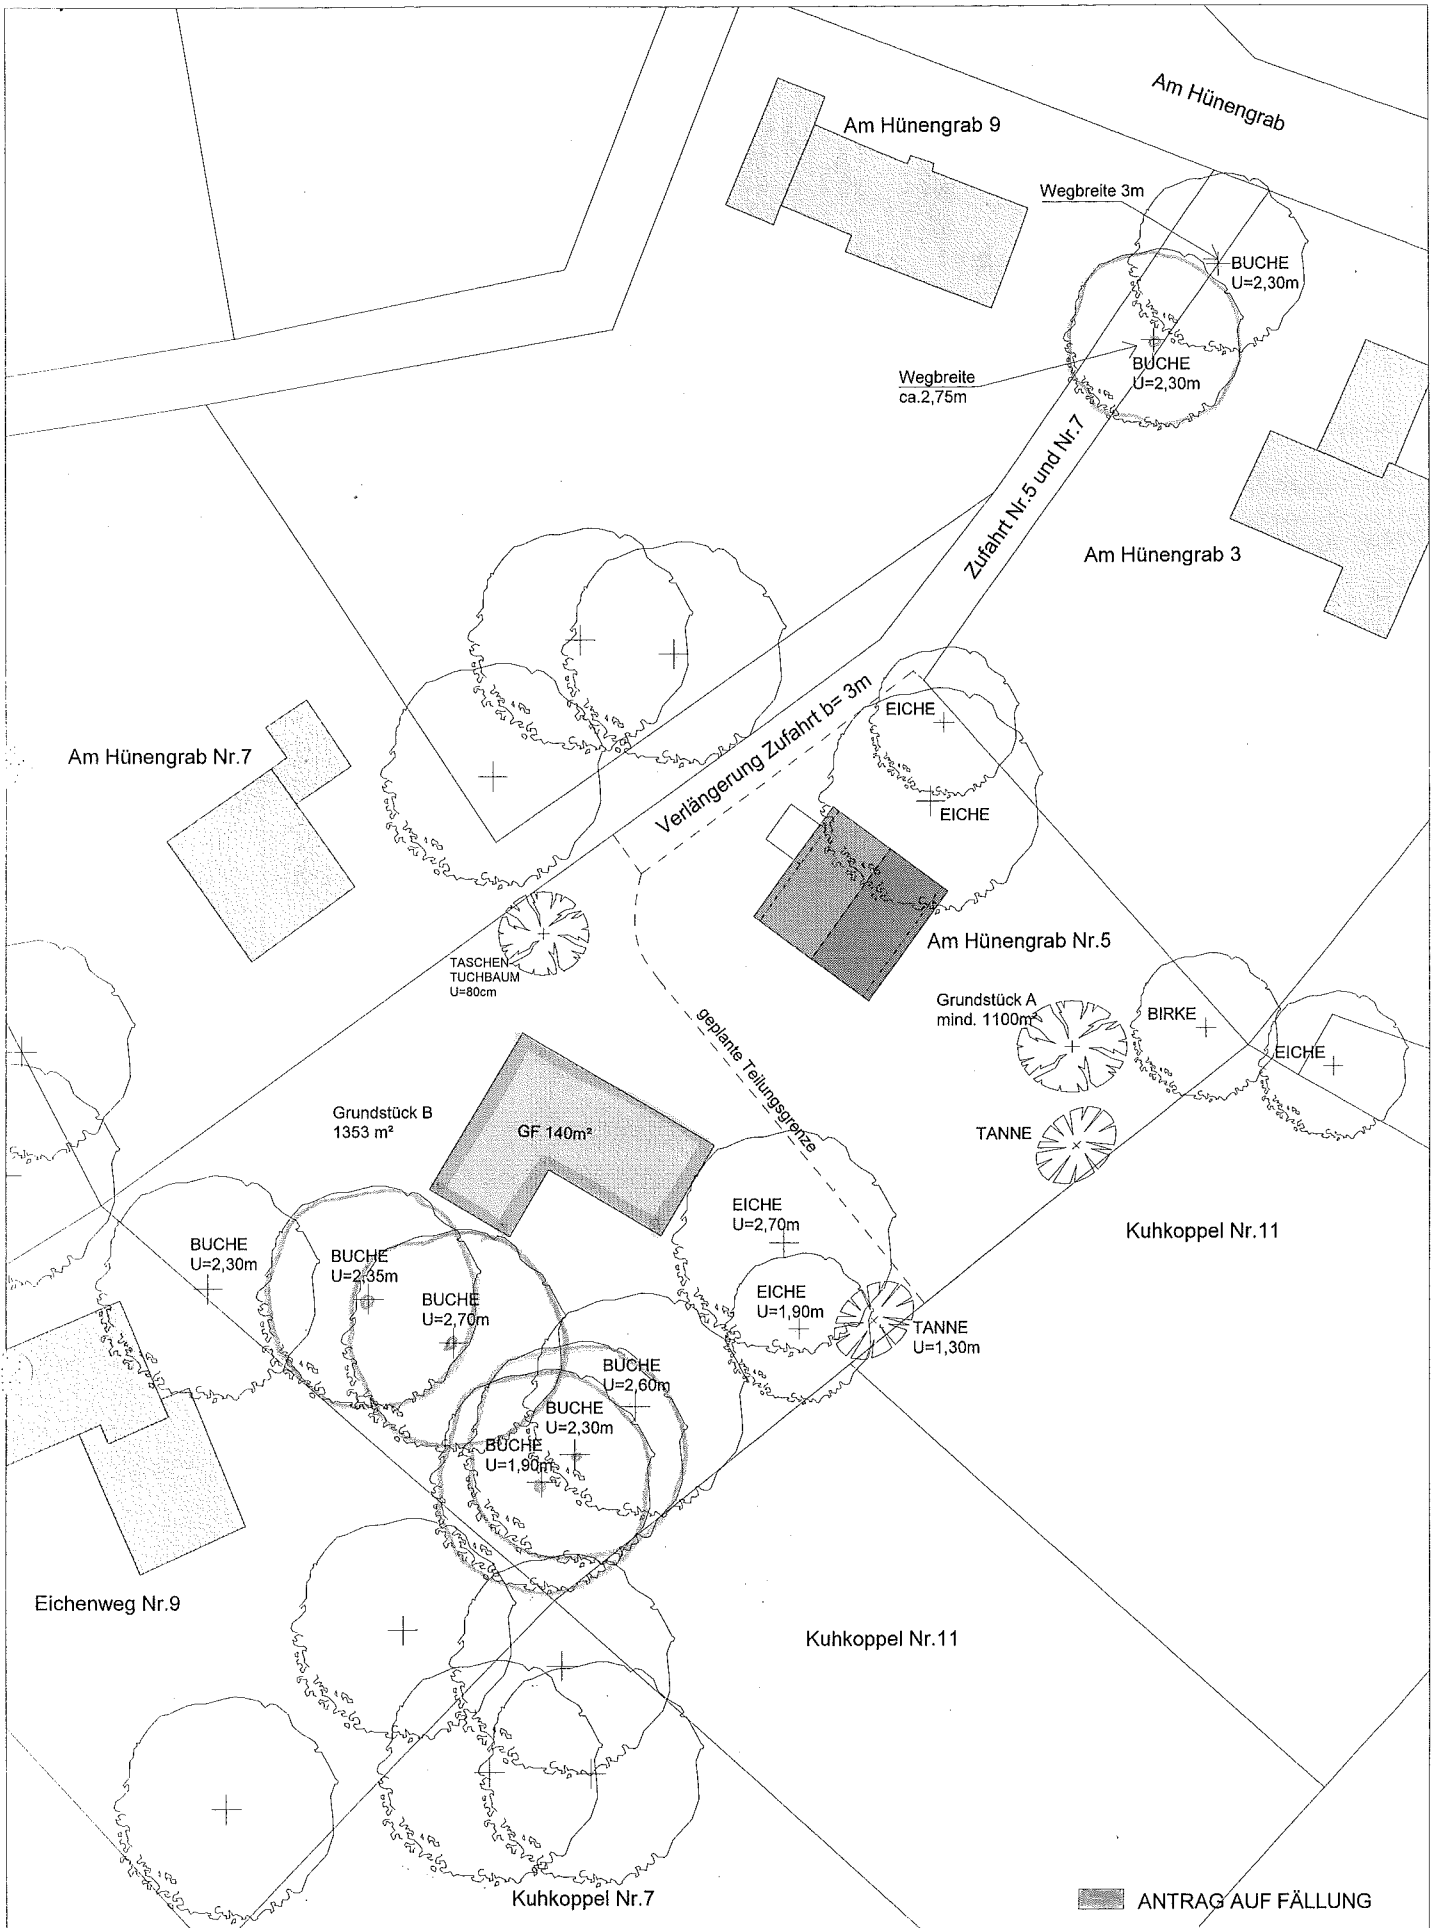 Am Hünengrab
Am Hünengrab 9
Wegbreite 3m
BUCHE
U=2,30m
BUCHE
U=2,30m
Wegbreite
ca.2,75m
Zufahrt Nr.5 und Nr.7
Am Hünengrab 3
Verlängerung Zufahrt b= 3m
EICHE
EICHE
Am Hünengrab Nr.7
Am Hünengrab Nr.5
TASCHEN-
TUCHBAUM
U=80cm
Grundstück A
mind. 1100m²
BIRKE
EICHE
geplante Teilungsgrenze
TANNE
Grundstück B
1353 m²
GF 140m²
EICHE
U=2,70m
Kuhkoppel Nr.11
BUCHE
U=2,30m
BUCHE
U=2,35m
BUCHE
U=2,70m
EICHE
U=1,90m
TANNE
U=1,30m
BUCHE
U=2,60m
BUCHE
U=2,30m
BUCHE
U=1,90m
Eichenweg Nr.9
Kuhkoppel Nr.11
Kuhkoppel Nr.7
ANTRAG AUF FÄLLUNG